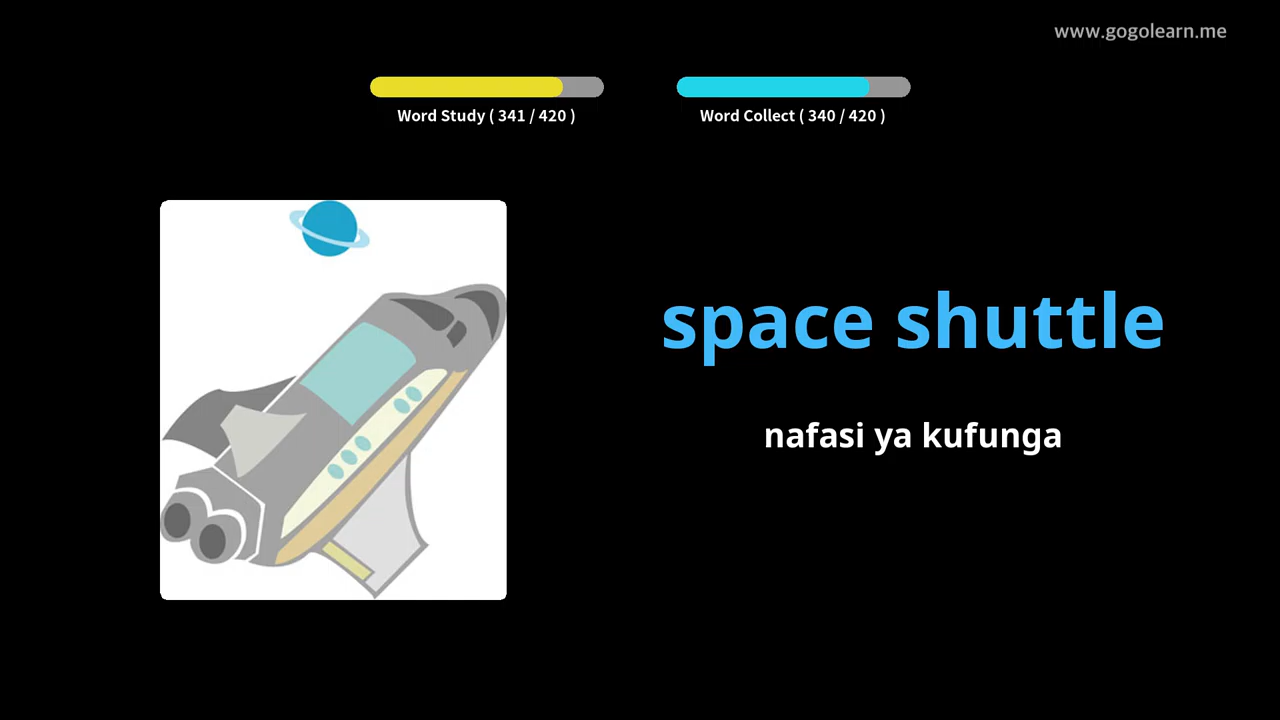 www.gogolearn.me
Word Study ( 341 / 420 )
Word Collect ( 340 / 420 )
space shuttle
nafasi ya kufunga